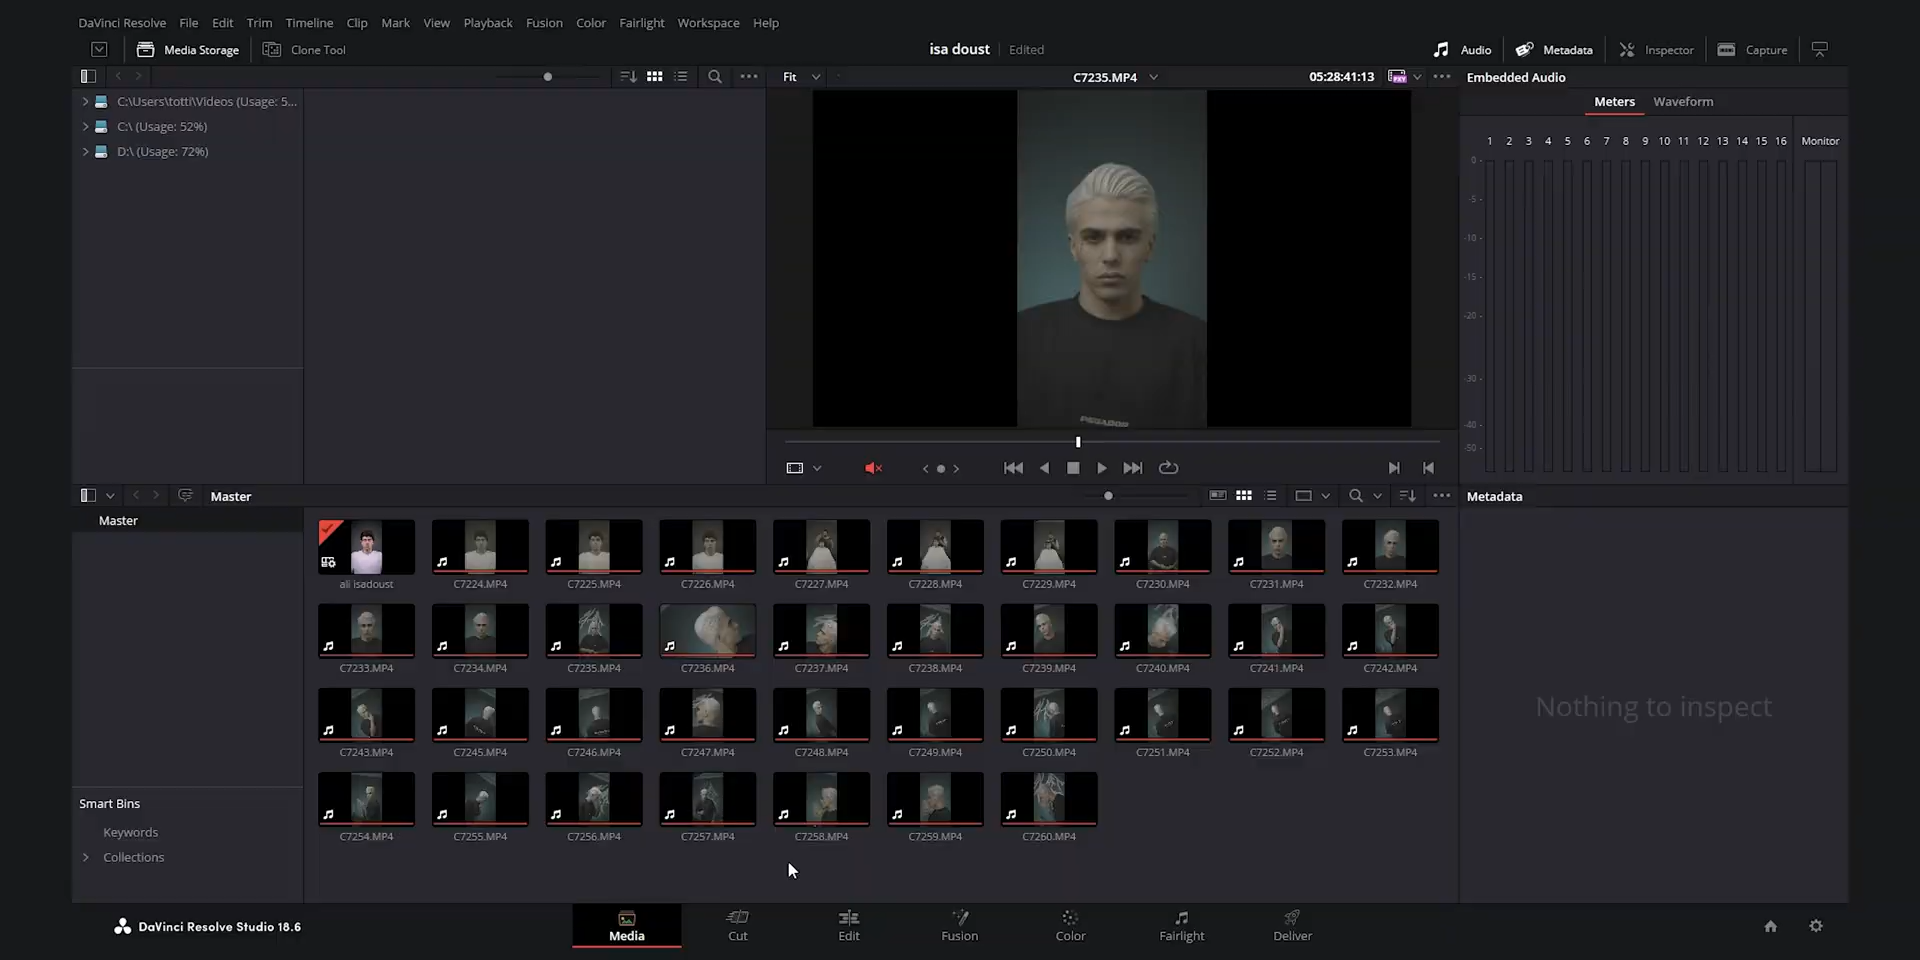 DaVinci Resolve File Edit Trim Timeline Clip Mark View Playback Fusion Color Fairlight Workspace Help
Media Storage Clone Tool isa doust Edited Audio Metadata Inspector Capture
Fit C7235.MP4 05:28:41:13 Embedded Audio
Meters Waveform
C:\Users\totti\Videos (Usage: 5...
C:\ (Usage: 52%)
D:\ (Usage: 72%)
1 2 3 4 5 6 7 8 9 10 11 12 13 14 15 16 Monitor
0
-5
-10
-15
-20
-30
-40
-50
Master Metadata
Master
ali isadoust C7224.MP4 C7225.MP4 C7226.MP4 C7227.MP4 C7228.MP4 C7229.MP4 C7230.MP4 C7231.MP4 C7232.MP4
C7233.MP4 C7234.MP4 C7235.MP4 C7236.MP4 C7237.MP4 C7238.MP4 C7239.MP4 C7240.MP4 C7241.MP4 C7242.MP4
Nothing to inspect
C7243.MP4 C7245.MP4 C7246.MP4 C7247.MP4 C7248.MP4 C7249.MP4 C7250.MP4 C7251.MP4 C7252.MP4 C7253.MP4
C7254.MP4 C7255.MP4 C7256.MP4 C7257.MP4 C7258.MP4 C7259.MP4 C7260.MP4
Smart Bins
Keywords
Collections
DaVinci Resolve Studio 18.6
Media Cut Edit Fusion Color Fairlight Deliver